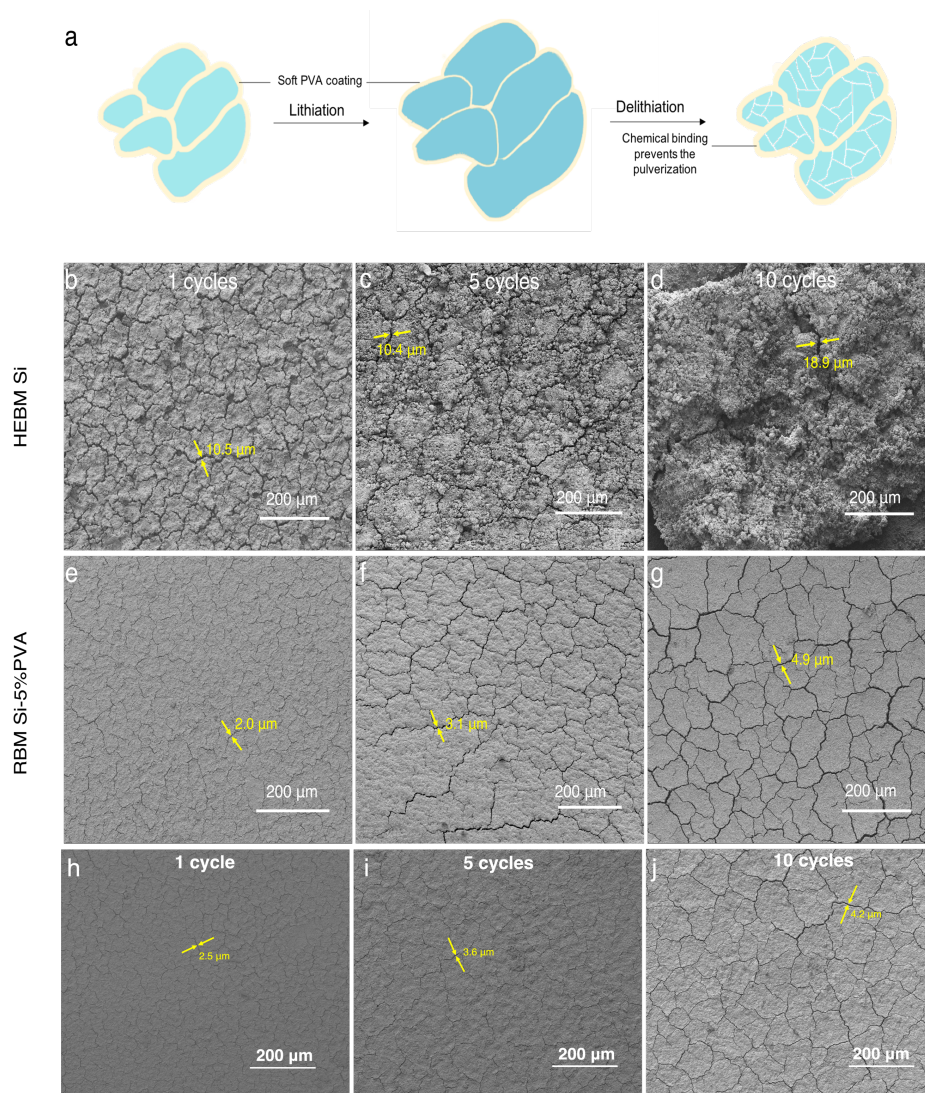 a
Soft PVA coating
Lithiation
Delithiation
Chemical binding
prevents the
pulverization
HEBM Si
b
1 cycles
10.5 µm
200 µm
c
5 cycles
10.4 µm
200 µm
d
10 cycles
18.9 µm
200 µm
RBM Si-5%PVA
e
2.0 µm
200 µm
f
3.1 µm
200 µm
g
4.9 µm
200 µm
h
1 cycle
2.5 µm
200 µm
i
5 cycles
3.6 µm
200 µm
j
10 cycles
4.2 µm
200 µm